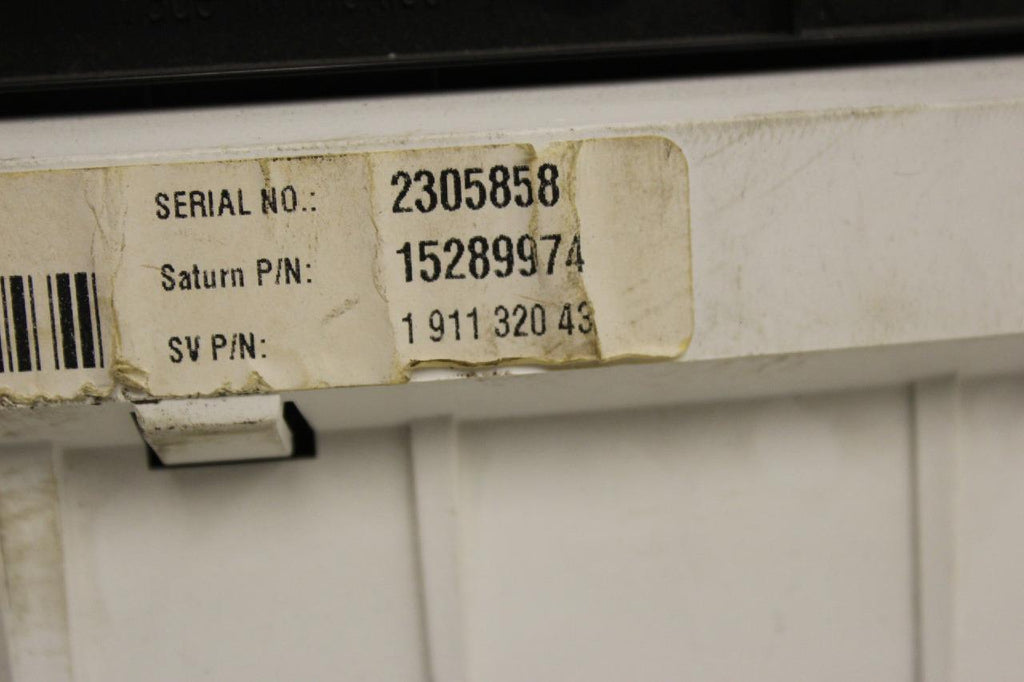 SERIAL NO.: 2305858
Saturn P/N: 15289974
SV P/N: 1 911 320 43